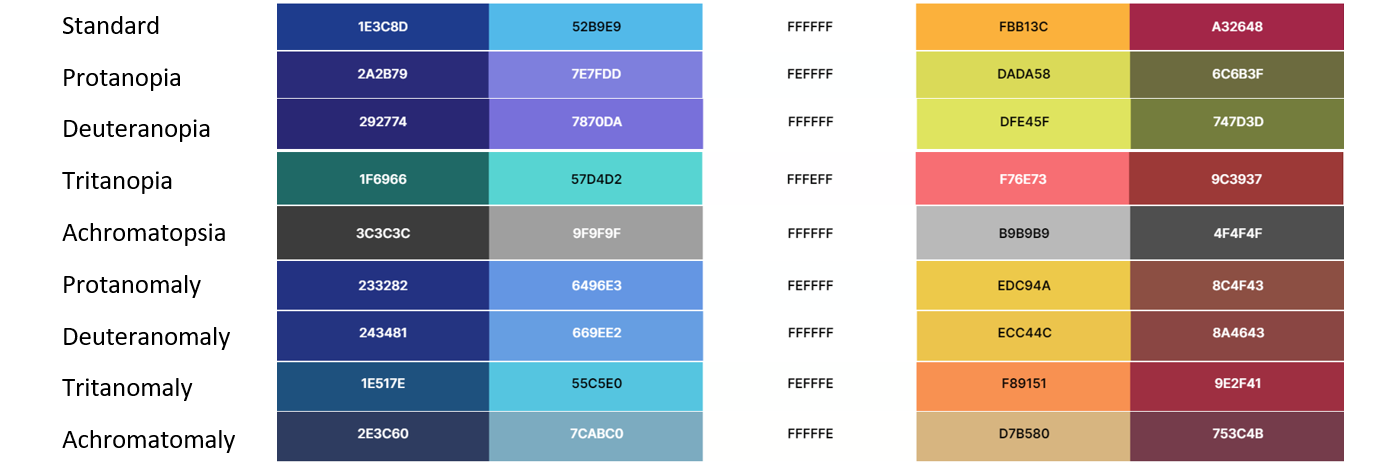 Standard 1E3C8D 52B9E9 FFFFFF FBB13C A32648
Protanopia 2A2B79 7E7FDD FEFFFF DADA58 6C6B3F
Deuteranopia 292774 7870DA FFFFFF DFE45F 747D3D
Tritanopia 1F6966 57D4D2 FFFEFF F76E73 9C3937
Achromatopsia 3C3C3C 9F9F9F FFFFFF B9B9B9 4F4F4F
Protanomaly 233282 6496E3 FEFFFF EDC94A 8C4F43
Deuteranomaly 243481 669EE2 FFFFFF ECC44C 8A4643
Tritanomaly 1E517E 55C5E0 FEFFFE F89151 9E2F41
Achromatomaly 2E3C60 7CABC0 FFFFFE D7B580 753C4B